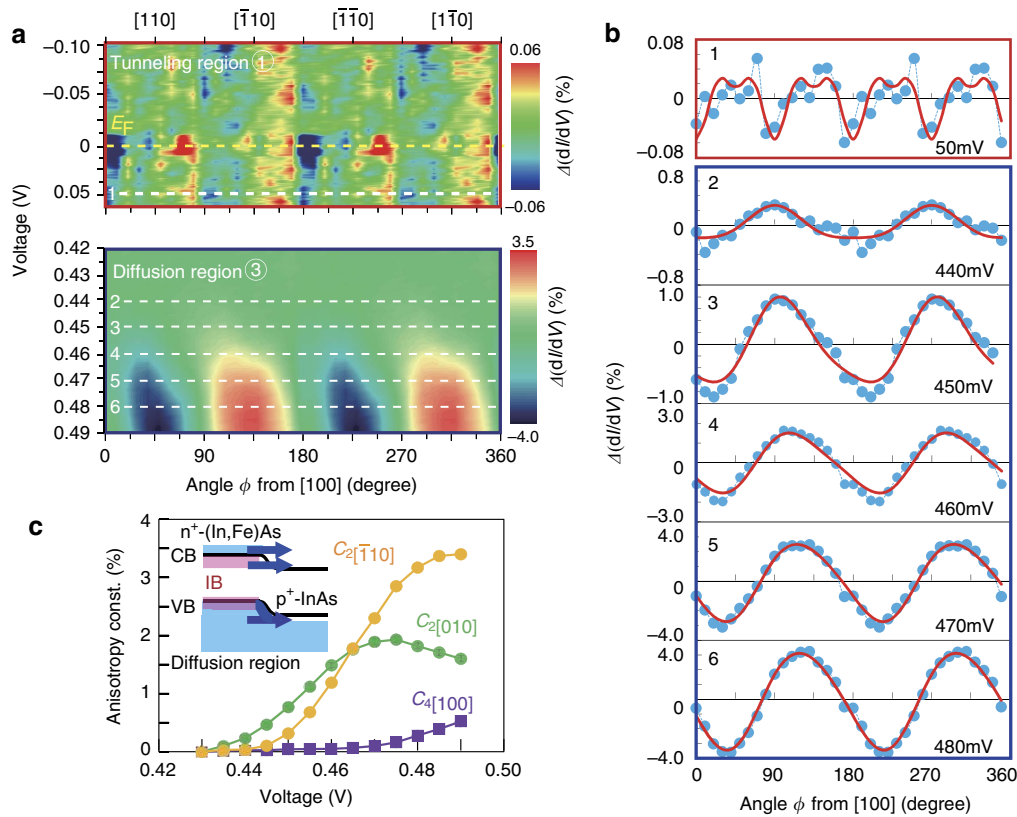 a
[110]
[1̄10]
[1̄1̄0]
[11̄0]
Tunneling region ①
E_F
1
−0.10
−0.05
0
0.05
0.06
−0.06
Δ(dI/dV) (%)
Voltage (V)
Diffusion region ③
2
3
4
5
6
0.42
0.43
0.44
0.45
0.46
0.47
0.48
0.49
3.5
−4.0
Δ(dI/dV) (%)
0 90 180 270 360
Angle ϕ from [100] (degree)
b
0.08
0
−0.08
1
50mV
0.8
0
−0.8
2
440mV
1.0
0
−1.0
3
450mV
3.0
0
−3.0
4
460mV
4.0
0
−4.0
5
470mV
4.0
0
−4.0
6
480mV
Δ(dI/dV) (%)
0 90 180 270 360
Angle ϕ from [100] (degree)
c
4
3
2
1
0
Anisotropy const. (%)
n⁺-(In,Fe)As
CB
IB
VB
p⁺-InAs
Diffusion region
C₂[1̄10]
C₂[010]
C₄[100]
0.42 0.44 0.46 0.48 0.50
Voltage (V)